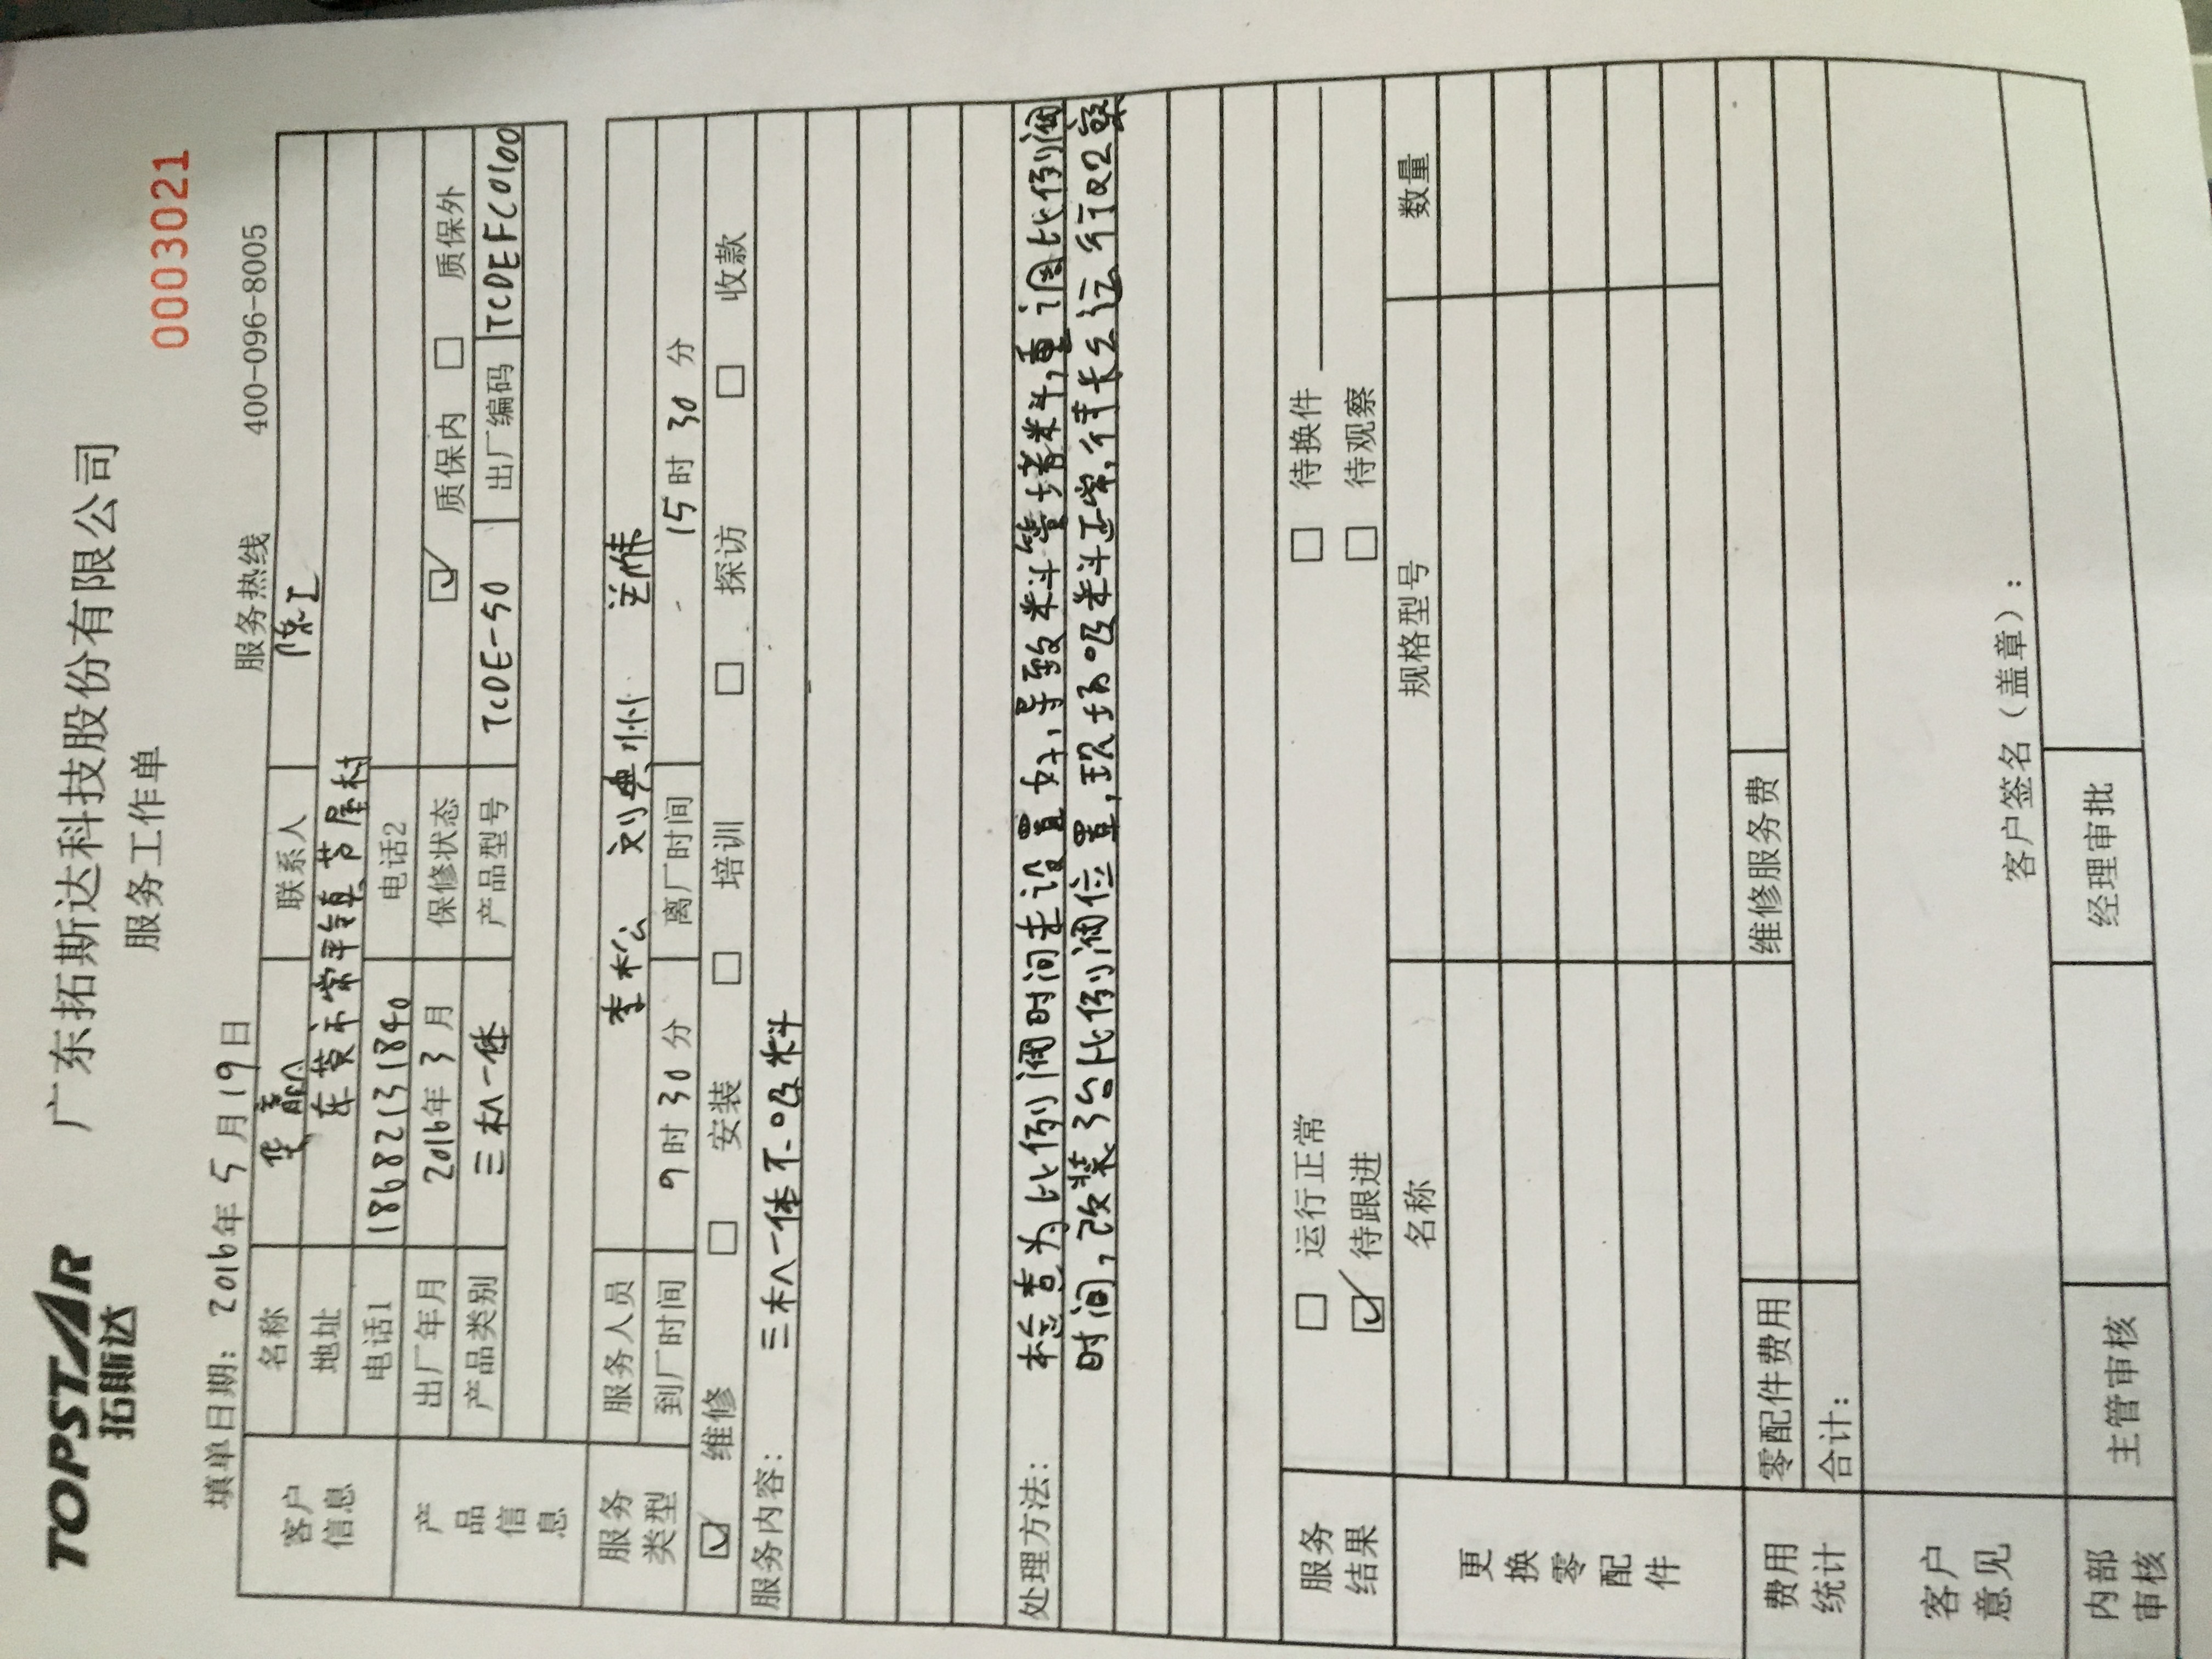 TOPSTAR
拓斯达
广东拓斯达科技股份有限公司
服务工作单
0003021
填单日期：2016年 5 月 19 日 服务热线 400-096-8005
客户信息 名称 华 联系人 陈工
地址 东莞市常平镇 屋村
电话1 18682131840 电话2
产品信息 出厂年月 2016年 3 月 保修状态 ☑ 质保内 □ 质保外
产品类别 三机一体 产品型号 TCDE-50 出厂编码 TCDEFC0100
服务类型 服务人员 李松 刘典州 伟
到厂时间 9 时 30 分 离厂时间 15 时 30 分
☑ 维修 □ 安装 □ 培训 □ 探访 □ 收款
服务内容：
三机一体不吸料
处理方法：检查为比例阀时间未设置好，导致料斗管堵料，重调比例阀
时间，改装3台比例阀位置，现场吸料正常，待长久运行
服务结果 □ 运行正常 □ 待换件
☑ 待跟进 □ 待观察
更换零配件 名称 规格型号 数量
费用统计 零配件费用 维修服务费
合计：
客户意见
客户签名（盖章）：
内部审核 主管审核 经理审批